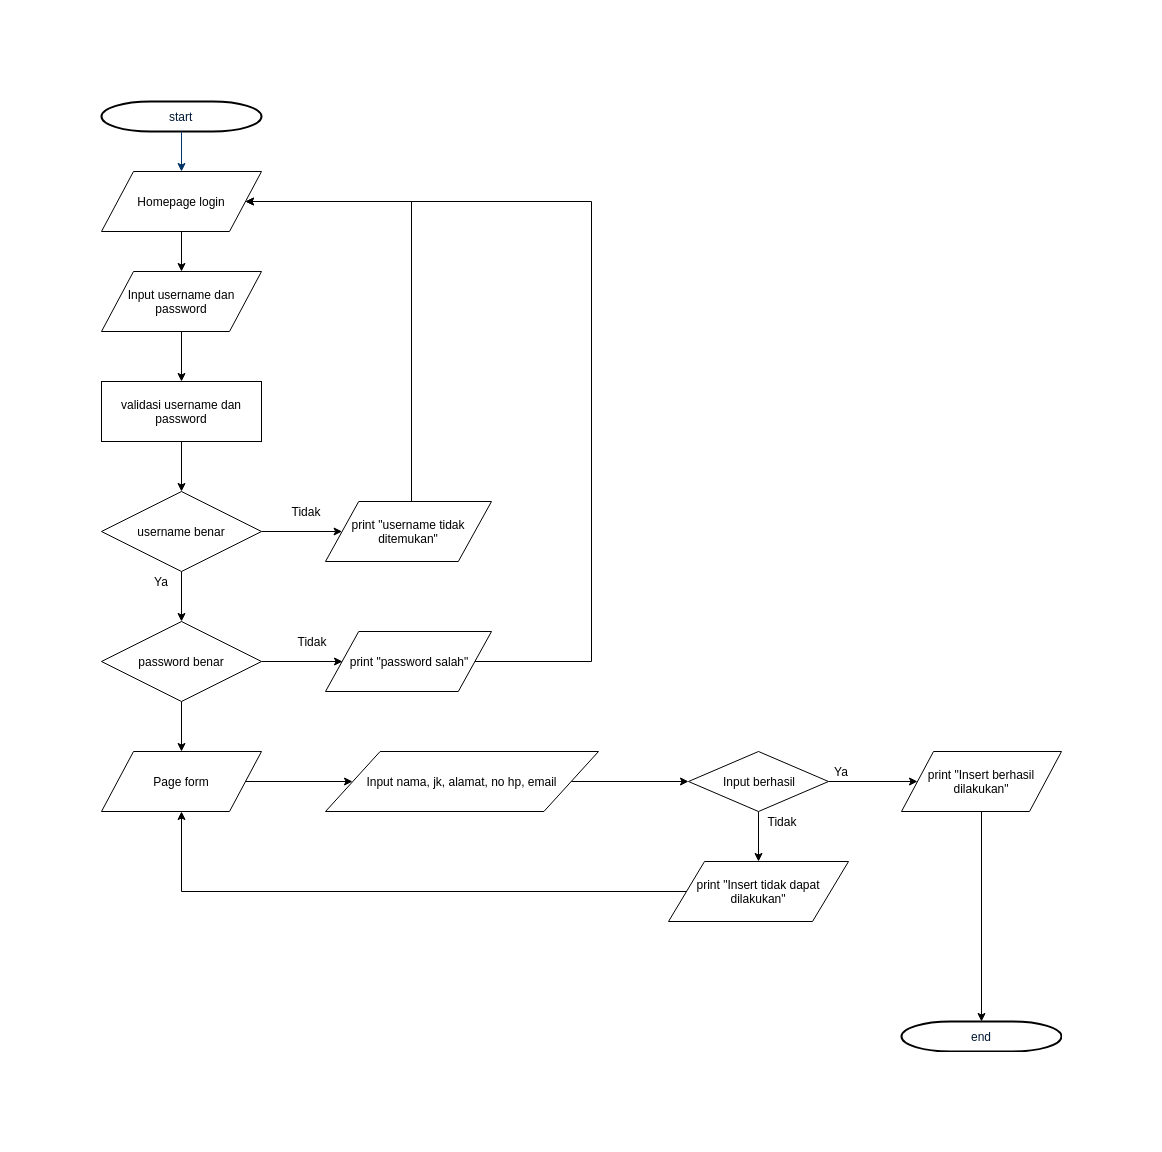 start
Homepage login
Input username dan
password
validasi username dan
password
username benar
Tidak
print "username tidak
ditemukan"
Ya
password benar
Tidak
print "password salah"
Page form
Input nama, jk, alamat, no hp, email
Input berhasil
Ya
print "Insert berhasil
dilakukan"
Tidak
print "Insert tidak dapat
dilakukan"
end